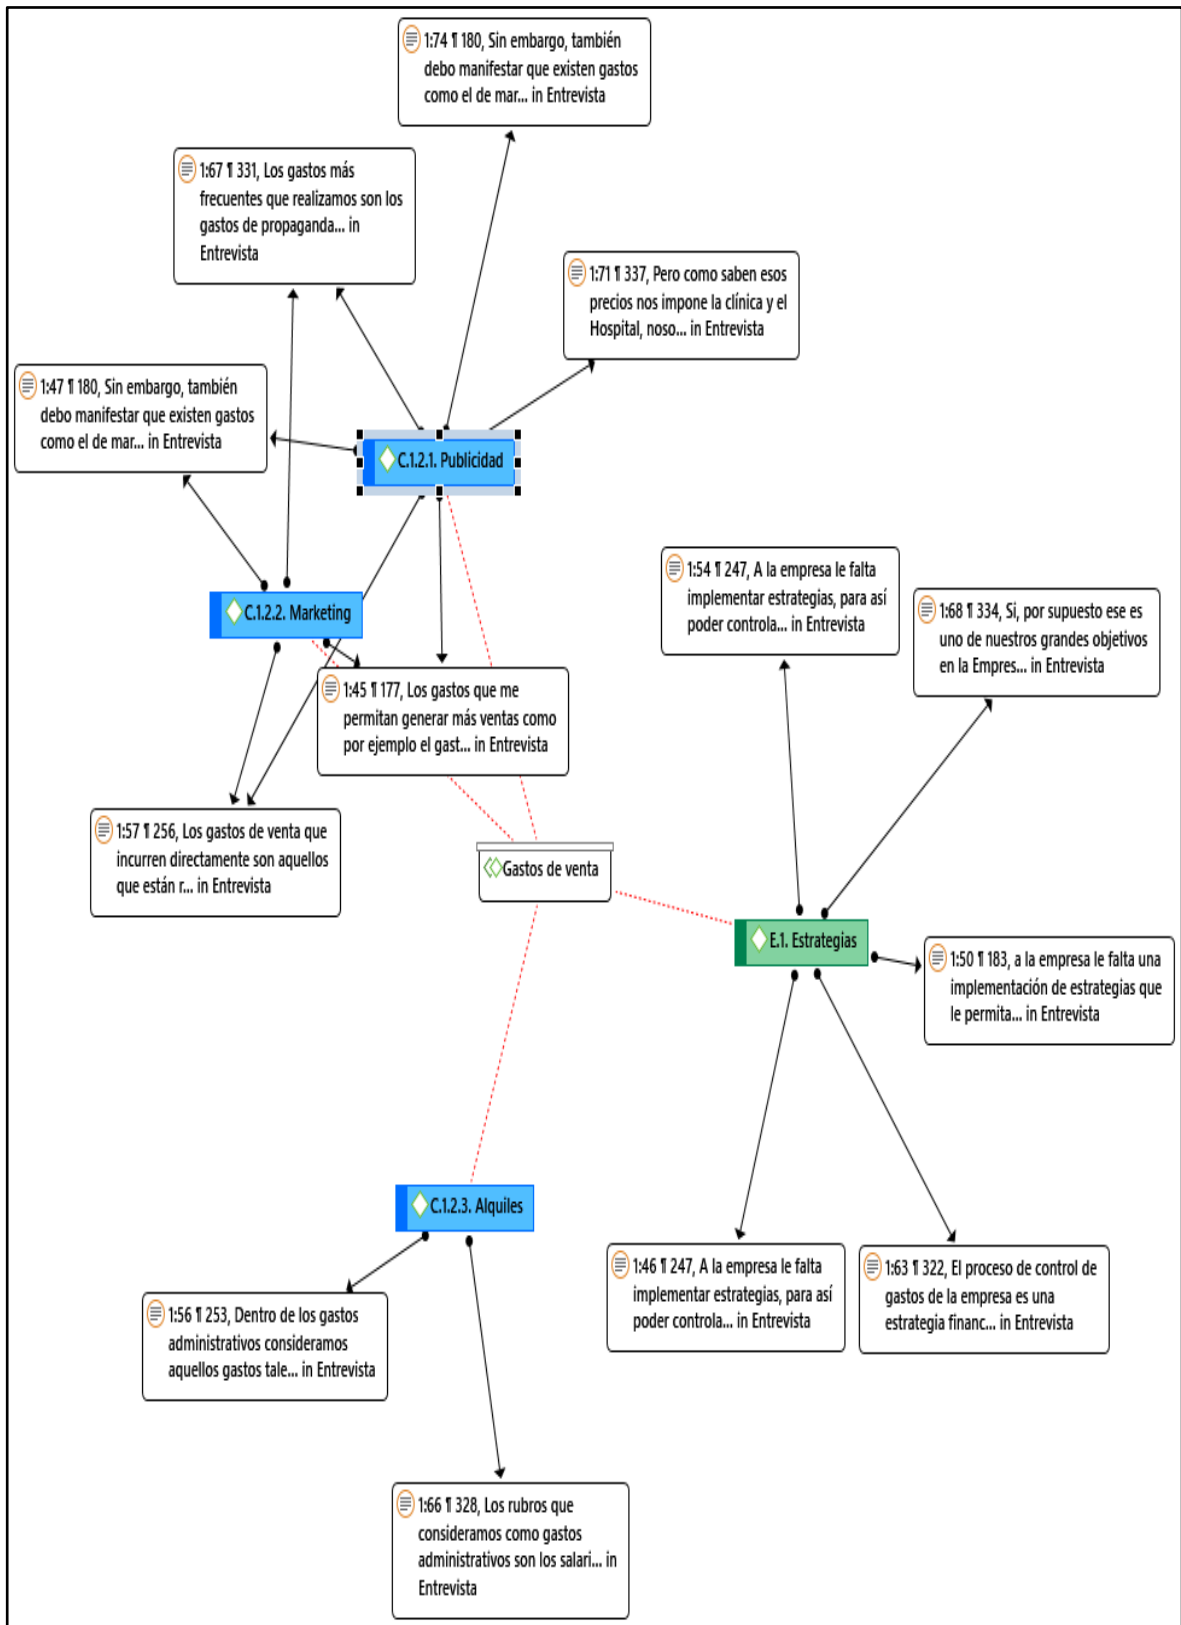 1:74 ¶ 180, Sin embargo, también
debo manifestar que existen gastos
como el de mar... in Entrevista
1:67 ¶ 331, Los gastos más
frecuentes que realizamos son los
gastos de propaganda... in
Entrevista
1:71 ¶ 337, Pero como saben esos
precios nos impone la clínica y el
Hospital, noso... in Entrevista
1:47 ¶ 180, Sin embargo, también
debo manifestar que existen gastos
como el de mar... in Entrevista
C.1.2.1. Publicidad
1:54 ¶ 247, A la empresa le falta
implementar estrategias, para así
poder controla... in Entrevista
1:68 ¶ 334, Si, por supuesto ese es
uno de nuestros grandes objetivos
en la Empres... in Entrevista
C.1.2.2. Marketing
1:45 ¶ 177, Los gastos que me
permitan generar más ventas como
por ejemplo el gast... in Entrevista
1:57 ¶ 256, Los gastos de venta que
incurren directamente son aquellos
que están r... in Entrevista
Gastos de venta
E.1. Estrategias
1:50 ¶ 183, a la empresa le falta una
implementación de estrategias que
le permita... in Entrevista
C.1.2.3. Alquiles
1:46 ¶ 247, A la empresa le falta
implementar estrategias, para así
poder controla... in Entrevista
1:63 ¶ 322, El proceso de control de
gastos de la empresa es una
estrategia financ... in Entrevista
1:56 ¶ 253, Dentro de los gastos
administrativos consideramos
aquellos gastos tale... in Entrevista
1:66 ¶ 328, Los rubros que
consideramos como gastos
administrativos son los salari... in
Entrevista